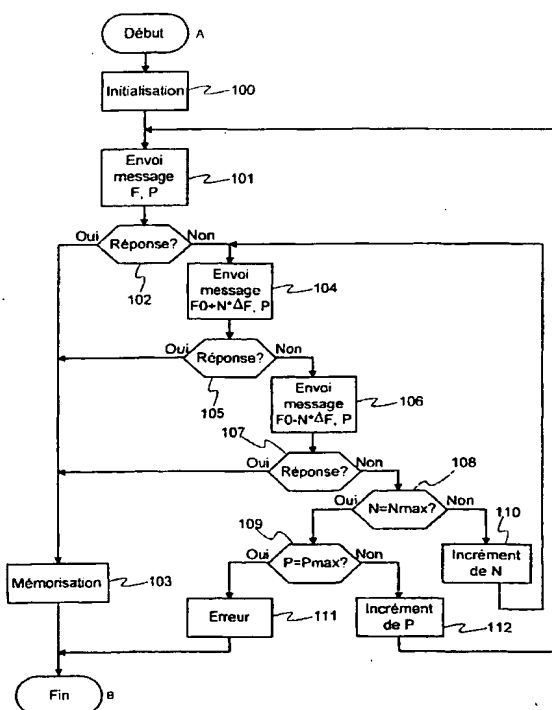 Début
A
Initialisation
100
Envoi
message
F, P
101
Oui
Réponse?
Non
102
Envoi
message
F0+N*ΔF, P
104
Oui
Réponse?
Non
105
Envoi
message
F0-N*ΔF, P
106
107
Oui
Réponse?
Non
108
Oui
N=Nmax?
Non
109
110
Oui
P=Pmax?
Non
Incrément
de N
Mémorisation
103
Erreur
111
Incrément
de P
112
Fin
B